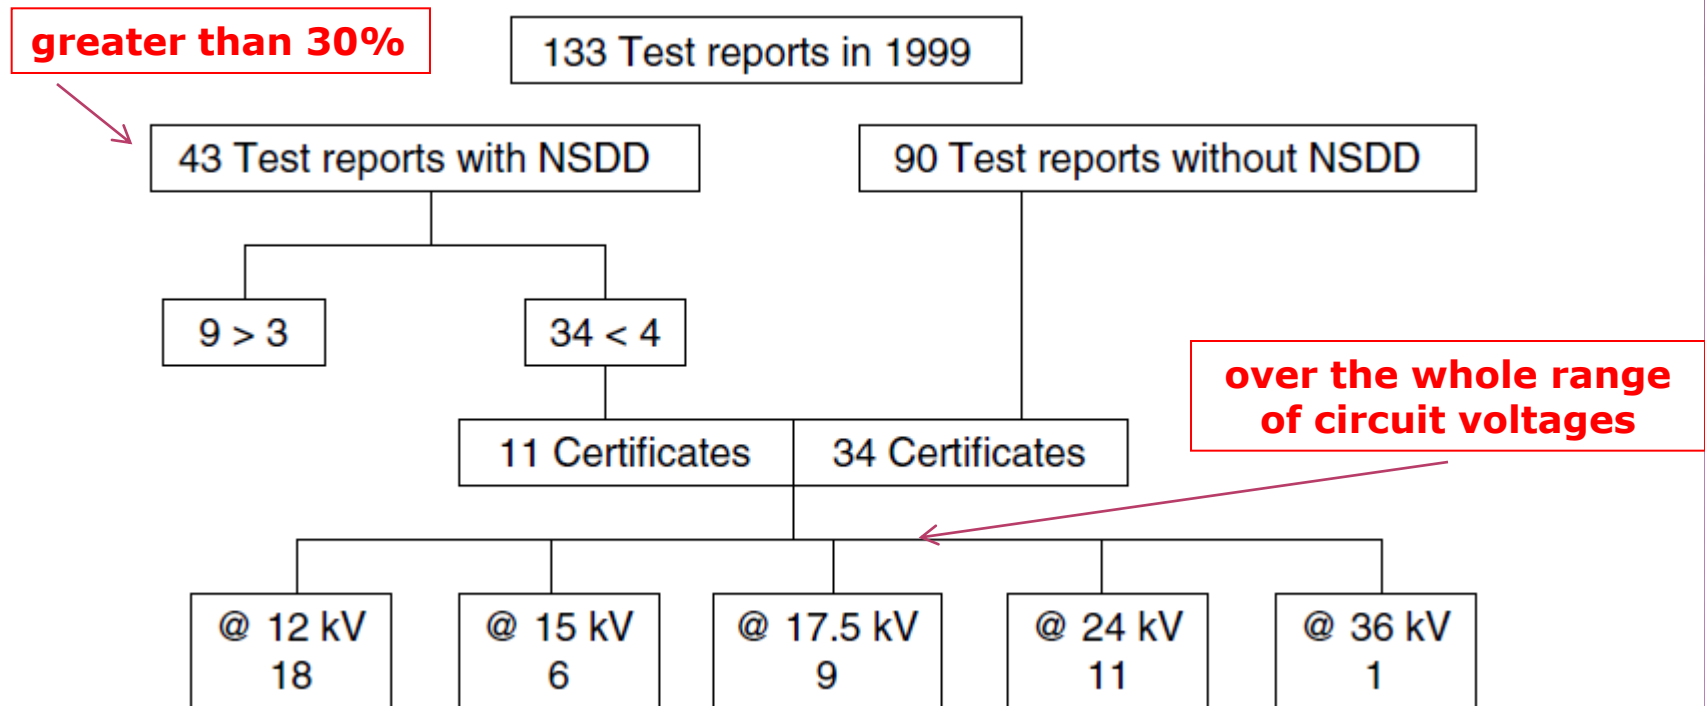 greater than 30%
133 Test reports in 1999
43 Test reports with NSDD
90 Test reports without NSDD
9 > 3
34 < 4
over the whole range
of circuit voltages
11 Certificates
34 Certificates
@ 12 kV
18
@ 15 kV
6
@ 17.5 kV
9
@ 24 kV
11
@ 36 kV
1